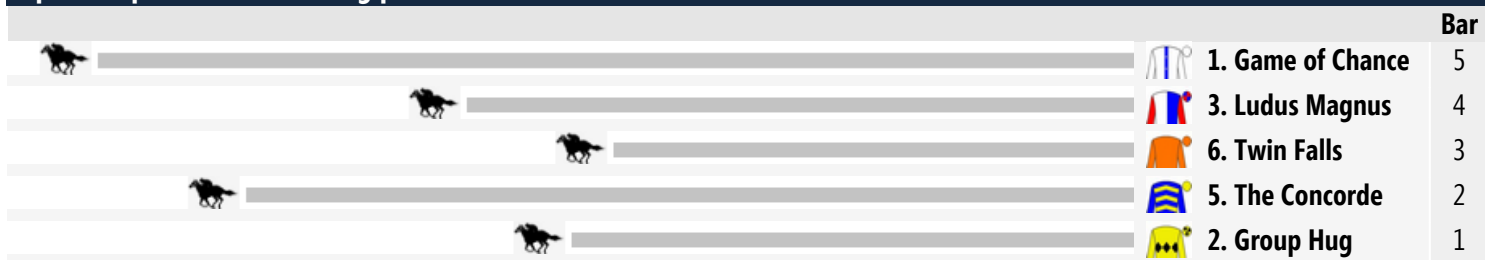 Bar
1. Game of Chance 5
3. Ludus Magnus 4
6. Twin Falls 3
5. The Concorde 2
2. Group Hug 1